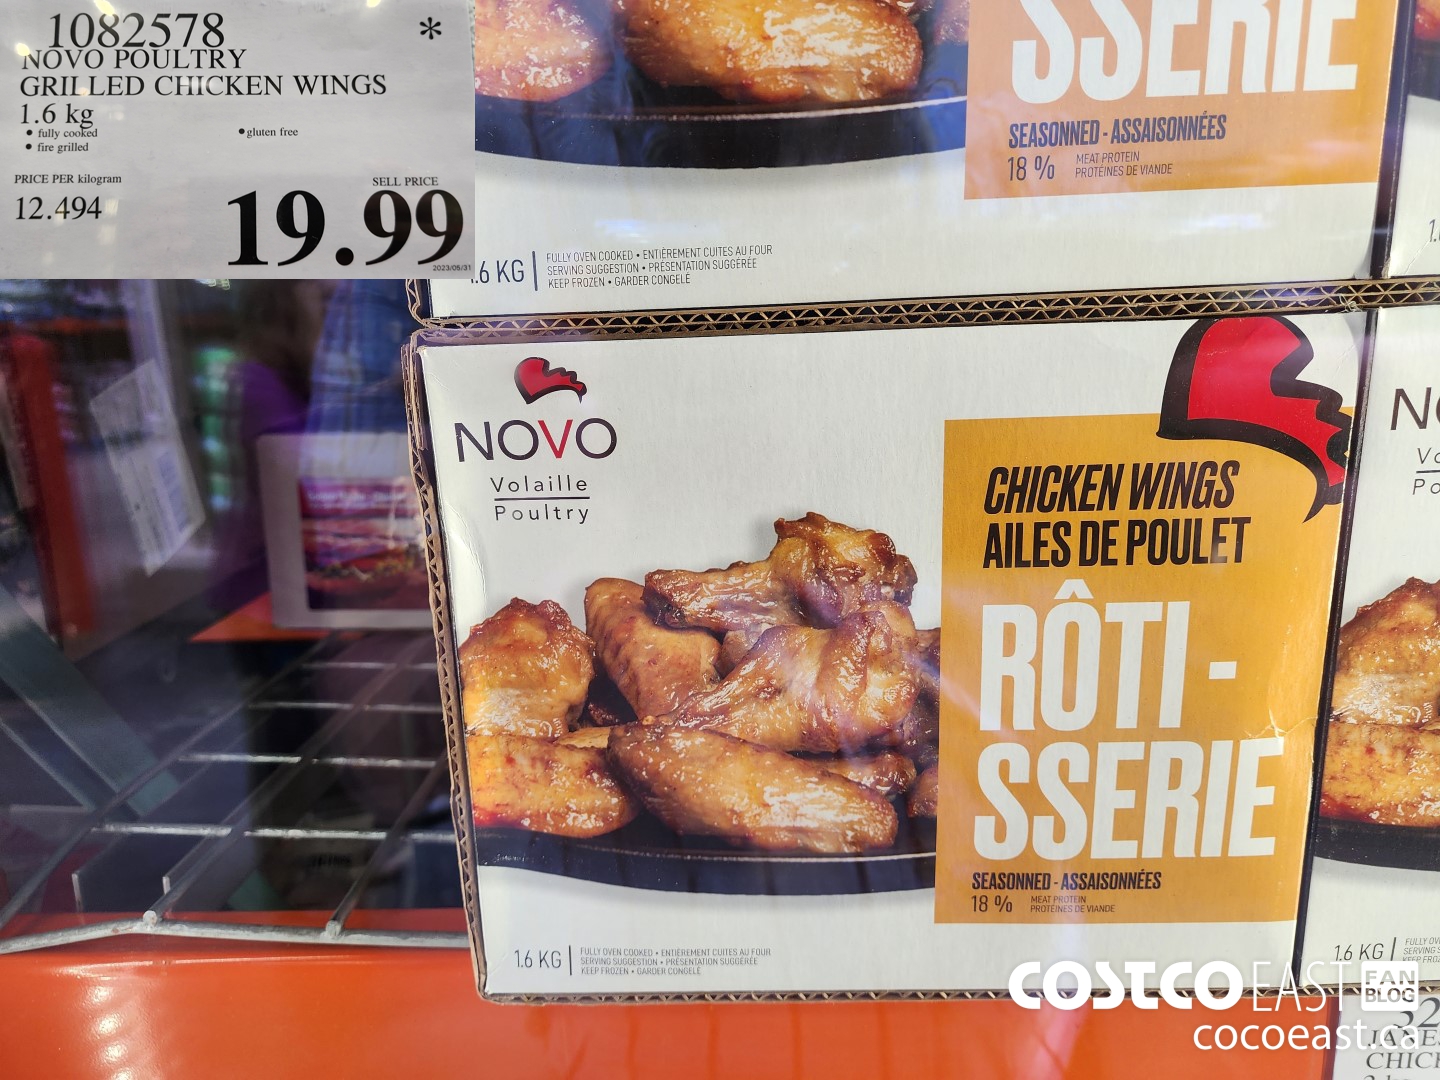 1082578 *
NOVO POULTRY
GRILLED CHICKEN WINGS
1.6 kg
• fully cooked • gluten free
• fire grilled
PRICE PER kilogram
12.494
SELL PRICE
19.99
2023/05/31
SSERIE
SEASONNED - ASSAISONNÉES
18 % MEAT PROTEIN
PROTÉINES DE VIANDE
1.6 KG
FULLY OVEN COOKED • ENTIÈREMENT CUITES AU FOUR
SERVING SUGGESTION • PRÉSENTATION SUGGÉRÉE
KEEP FROZEN • GARDER CONGELÉ
NOVO
Volaille
Poultry
CHICKEN WINGS
AILES DE POULET
RÔTI -
SSERIE
SEASONNED - ASSAISONNÉES
18 % MEAT PROTEIN
PROTÉINES DE VIANDE
1.6 KG
FULLY OVEN COOKED • ENTIÈREMENT CUITES AU FOUR
SERVING SUGGESTION • PRÉSENTATION SUGGÉRÉE
KEEP FROZEN • GARDER CONGELÉ
1.6 KG
COSTCO EAST FAN BLOG
cocoeast.ca